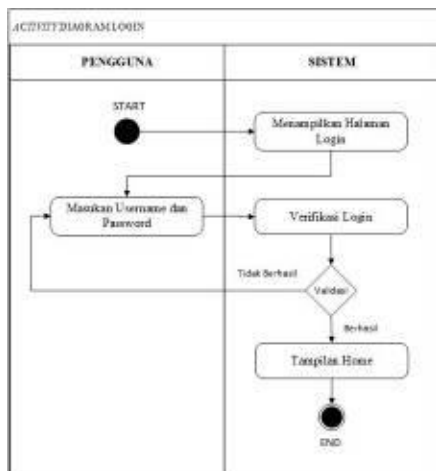 ACTIVITY DIAGRAM LOGIN
PENGGUNA
SISTEM
START
Menampilkan Halaman
Login
Masukan Username dan
Password
Verifikasi Login
Tidak Berhasil
Validasi
Berhasil
Tampilan Home
END